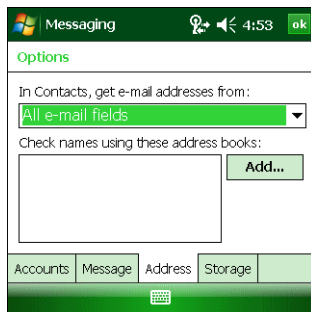 Messaging 4:53 ok
Options
In Contacts, get e-mail addresses from:
All e-mail fields
Check names using these address books:
Add...
Accounts Message Address Storage